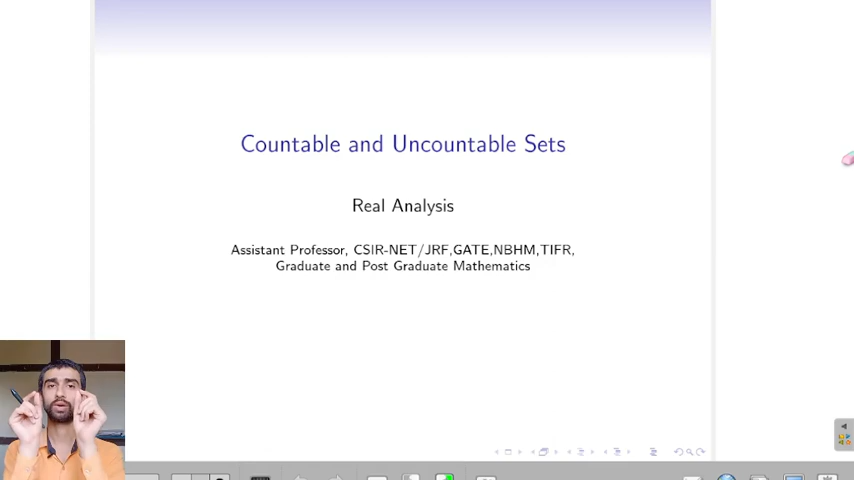 Countable and Uncountable Sets
Real Analysis
Assistant Professor, CSIR-NET/JRF,GATE,NBHM,TIFR,
Graduate and Post Graduate Mathematics